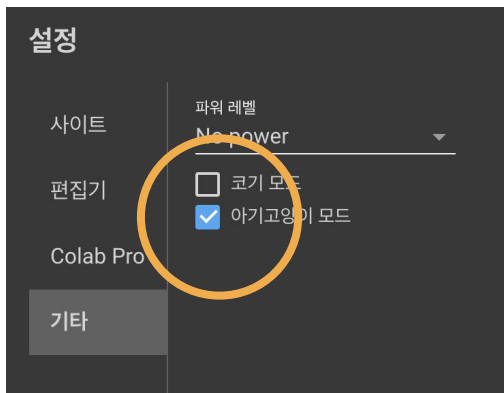 설정
사이트
편집기
Colab Pro
기타
파워 레벨
No power
코기 모드
아기고양이 모드